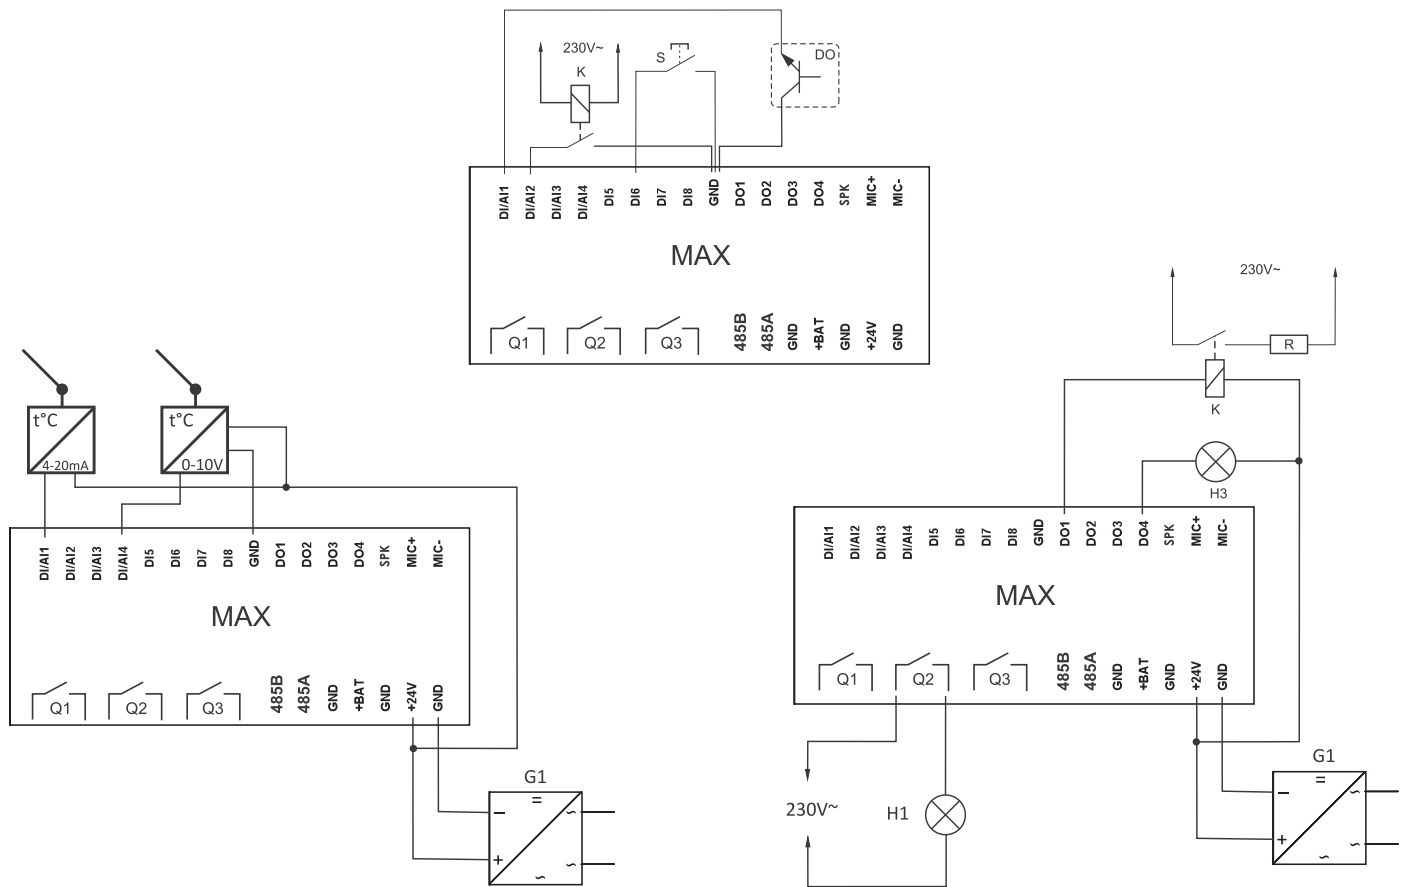 230V~
S
DO
K
DI/AI1 DI/AI2 DI/AI3 DI/AI4 DI5 DI6 DI7 DI8 GND DO1 DO2 DO3 DO4 SPK MIC+ MIC-
MAX
Q1 Q2 Q3 485B 485A GND +BAT GND +24V GND
t°C
4-20mA
t°C
0-10V
DI/AI1 DI/AI2 DI/AI3 DI/AI4 DI5 DI6 DI7 DI8 GND DO1 DO2 DO3 DO4 SPK MIC+ MIC-
MAX
Q1 Q2 Q3 485B 485A GND +BAT GND +24V GND
G1
=
− ~
+ ~
~
230V~
R
K
H3
DI/AI1 DI/AI2 DI/AI3 DI/AI4 DI5 DI6 DI7 DI8 GND DO1 DO2 DO3 DO4 SPK MIC+ MIC-
MAX
Q1 Q2 Q3 485B 485A GND +BAT GND +24V GND
230V~
H1
G1
=
− ~
+ ~
~